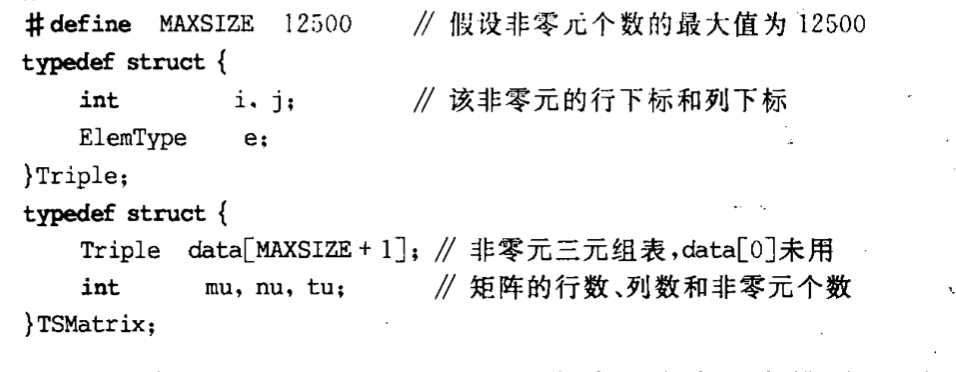 #define MAXSIZE 12500 // 假设非零元个数的最大值为 12500
typedef struct {
int i, j; // 该非零元的行下标和列下标
ElemType e;
}Triple;
typedef struct {
Triple data[MAXSIZE + 1]; // 非零元三元组表,data[0]未用
int mu, nu, tu; // 矩阵的行数、列数和非零元个数
}TSMatrix;